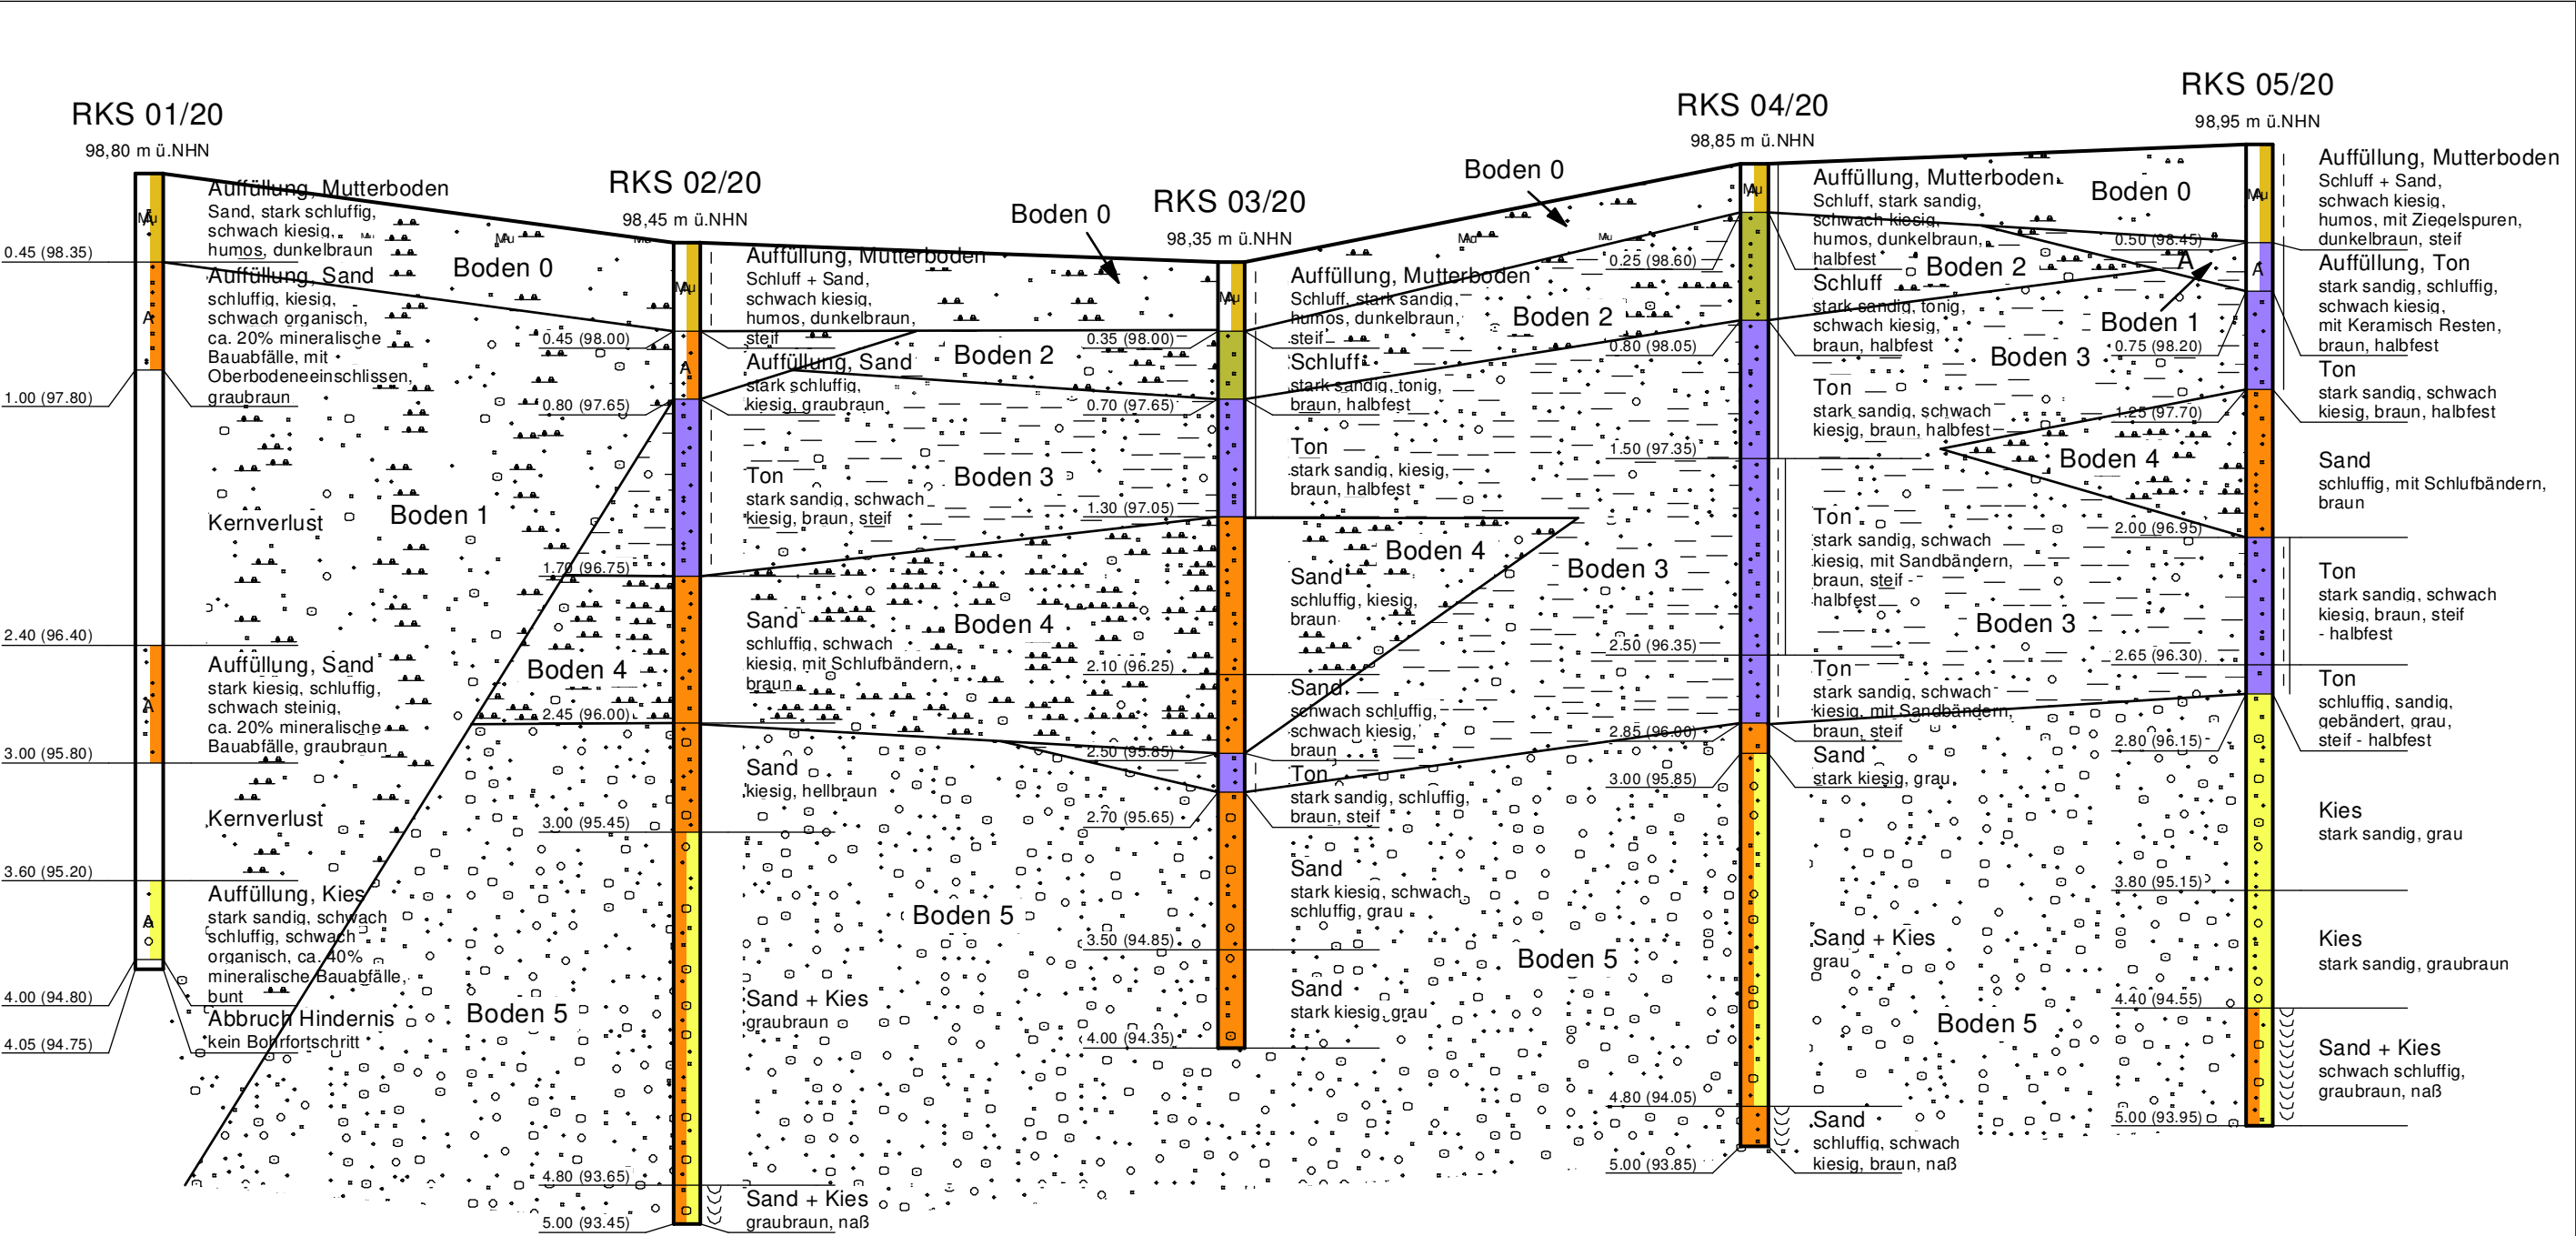 RKS 01/20
98,80 m ü.NHN
0.45 (98.35)
1.00 (97.80)
2.40 (96.40)
3.00 (95.80)
3.60 (95.20)
4.00 (94.80)
4.05 (94.75)
A
A
A
Auffüllung, Mutterboden
Sand, stark schluffig,
schwach kiesig,
humos, dunkelbraun
Auffüllung, Sand
schluffig, kiesig,
schwach organisch,
ca. 20% mineralische
Bauabfälle, mit
Oberbodeneeinschlissen,
graubraun
Kernverlust
Auffüllung, Sand
stark kiesig, schluffig,
schwach steinig,
ca. 20% mineralische
Bauabfälle, graubraun
Kernverlust
Auffüllung, Kies
stark sandig, schwach
schluffig, schwach
organisch, ca. 40%
mineralische Bauabfälle,
bunt
Abbruch Hindernis
kein Bohrfortschritt
Boden 0
Boden 1
Boden 4
Boden 5
RKS 02/20
98,45 m ü.NHN
0.45 (98.00)
0.80 (97.65)
1.70 (96.75)
2.45 (96.00)
3.00 (95.45)
4.80 (93.65)
5.00 (93.45)
A
Auffüllung, Mutterboden
Schluff + Sand,
schwach kiesig,
humos, dunkelbraun,
steif
Auffüllung, Sand
stark schluffig,
kiesig, graubraun
Ton
stark sandig, schwach
kiesig, braun, steif
Sand
schluffig, schwach
kiesig, mit Schlufbändern,
braun
Sand
kiesig, hellbraun
Sand + Kies
graubraun
Sand + Kies
graubraun, naß
Boden 0
Boden 2
Boden 3
Boden 4
Boden 5
RKS 03/20
98,35 m ü.NHN
0.35 (98.00)
0.70 (97.65)
1.30 (97.05)
2.10 (96.25)
2.50 (95.85)
2.70 (95.65)
3.50 (94.85)
4.00 (94.35)
Auffüllung, Mutterboden
Schluff, stark sandig,
humos, dunkelbraun,
steif
Schluff
stark sandig, tonig,
braun, halbfest
Ton
stark sandig, kiesig,
braun, halbfest
Sand
schluffig, kiesig,
braun
Sand
schwach schluffig,
schwach kiesig,
braun
Ton
stark sandig, schluffig,
braun, steif
Sand
stark kiesig, schwach
schluffig, grau
Sand
stark kiesig, grau
Boden 0
Boden 2
Boden 4
Boden 3
Boden 5
RKS 04/20
98,85 m ü.NHN
0.25 (98.60)
0.80 (98.05)
1.50 (97.35)
2.50 (96.35)
2.85 (96.00)
3.00 (95.85)
4.80 (94.05)
5.00 (93.85)
Auffüllung, Mutterboden
Schluff, stark sandig,
schwach kiesig,
humos, dunkelbraun,
halbfest
Schluff
stark sandig, tonig,
schwach kiesig,
braun, halbfest
Ton
stark sandig, schwach
kiesig, braun, halbfest
Ton
stark sandig, schwach
kiesig, mit Sandbändern,
braun, steif -
halbfest
Ton
stark sandig, schwach
kiesig, mit Sandbändern,
braun, steif
Sand
stark kiesig, grau
Sand + Kies
grau
Sand
schluffig, schwach
kiesig, braun, naß
Boden 0
Boden 2
A
Boden 1
Boden 3
Boden 4
Boden 3
Boden 5
RKS 05/20
98,95 m ü.NHN
0.50 (98.45)
0.75 (98.20)
1.25 (97.70)
2.00 (96.95)
2.65 (96.30)
2.80 (96.15)
3.80 (95.15)
4.40 (94.55)
5.00 (93.95)
A
Auffüllung, Mutterboden
Schluff + Sand,
schwach kiesig,
humos, mit Ziegelspuren,
dunkelbraun, steif
Auffüllung, Ton
stark sandig, schluffig,
schwach kiesig,
mit Keramisch Resten,
braun, halbfest
Ton
stark sandig, schwach
kiesig, braun, halbfest
Sand
schluffig, mit Schlufbändern,
braun
Ton
stark sandig, schwach
kiesig, braun, steif
- halbfest
Ton
schluffig, sandig,
gebändert, grau,
steif - halbfest
Kies
stark sandig, grau
Kies
stark sandig, graubraun
Sand + Kies
schwach schluffig,
graubraun, naß